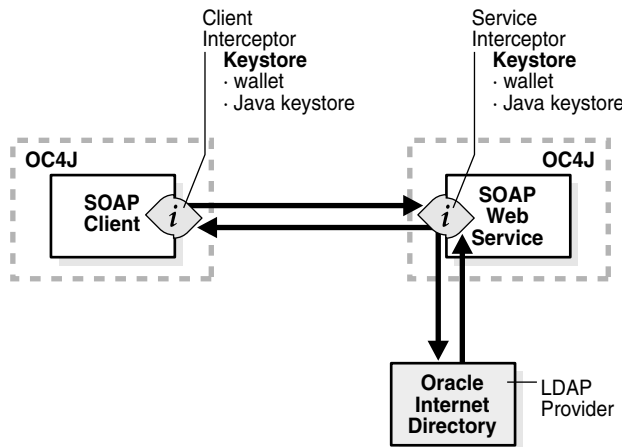 Client
Interceptor
Keystore
· wallet
· Java keystore
Service
Interceptor
Keystore
· wallet
· Java keystore
OC4J
OC4J
SOAP
Client
i
i
SOAP
Web
Service
Oracle
Internet
Directory
LDAP
Provider